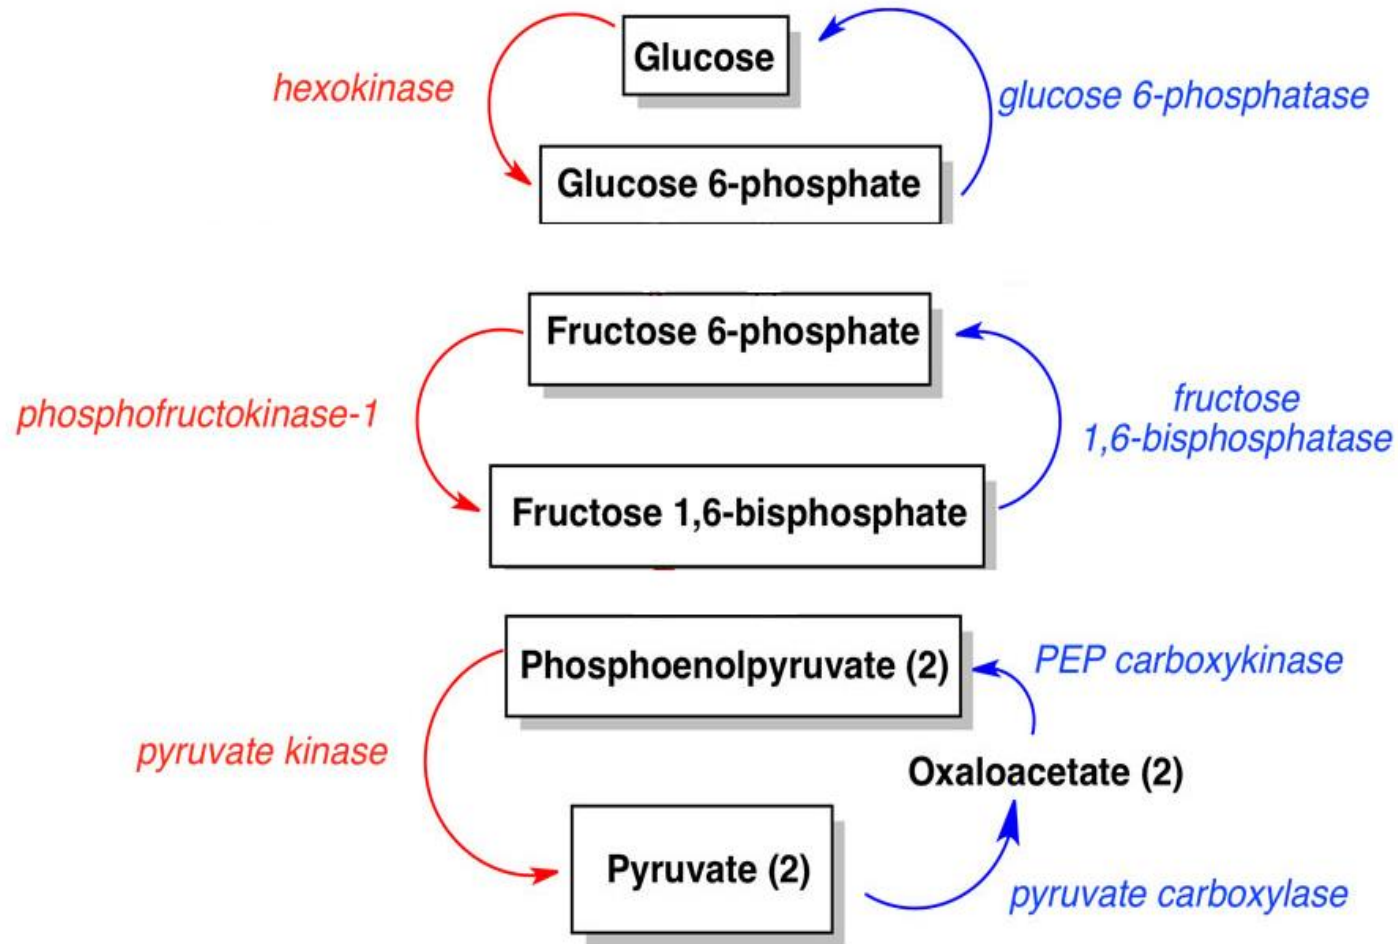 Glucose
hexokinase
glucose 6-phosphatase
Glucose 6-phosphate
Fructose 6-phosphate
phosphofructokinase-1
fructose
1,6-bisphosphatase
Fructose 1,6-bisphosphate
Phosphoenolpyruvate (2)
PEP carboxykinase
pyruvate kinase
Oxaloacetate (2)
Pyruvate (2)
pyruvate carboxylase